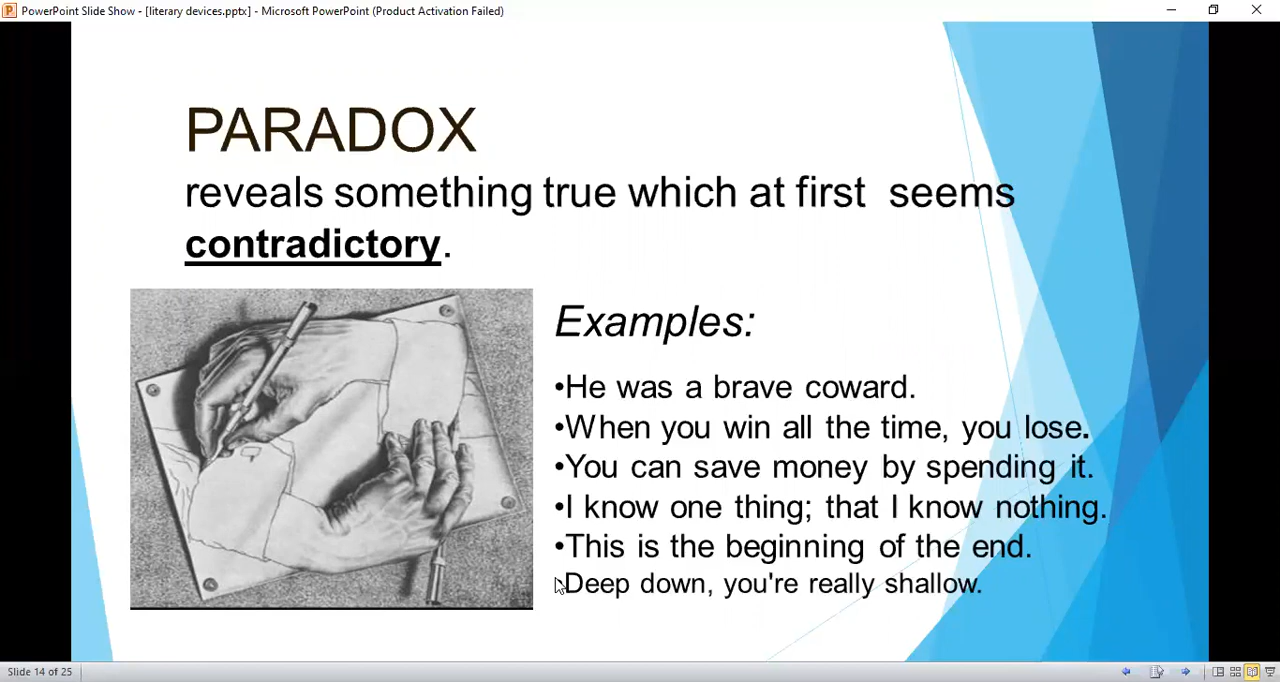 PowerPoint Slide Show - [literary devices.pptx] - Microsoft PowerPoint (Product Activation Failed)
PARADOX
reveals something true which at first  seems
contradictory.
Examples:
•He was a brave coward.
•When you win all the time, you lose.
•You can save money by spending it.
•I know one thing; that I know nothing.
•This is the beginning of the end.
Deep down, you're really shallow.
Slide 14 of 25